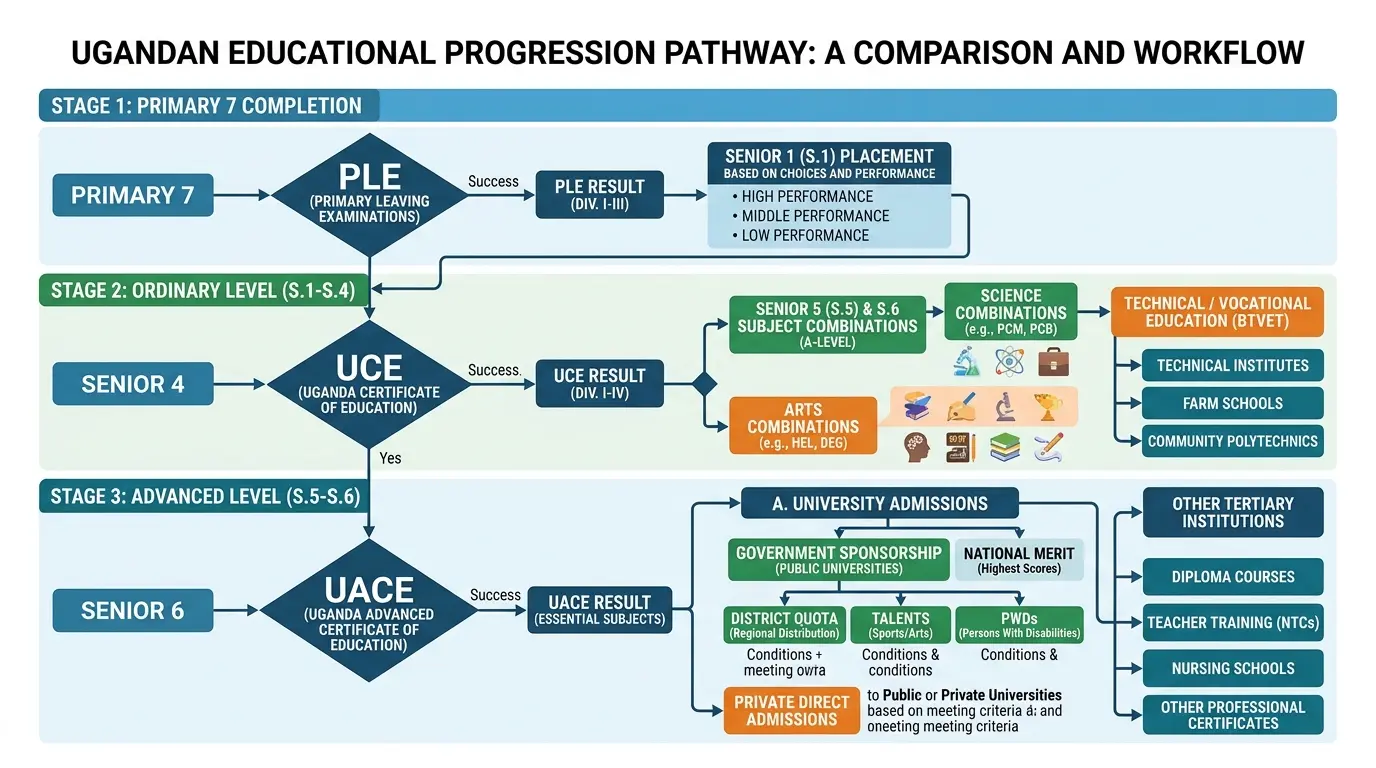 UGANDAN EDUCATIONAL PROGRESSION PATHWAY: A COMPARISON AND WORKFLOW
STAGE 1: PRIMARY 7 COMPLETION
PRIMARY 7
PLE
(PRIMARY LEAVING
EXAMINATIONS)
Success
PLE RESULT
(DIV. I-III)
SENIOR 1 (S.1) PLACEMENT
BASED ON CHOICES AND PERFORMANCE
• HIGH PERFORMANCE
• MIDDLE PERFORMANCE
• LOW PERFORMANCE
STAGE 2: ORDINARY LEVEL (S.1-S.4)
SENIOR 4
UCE
(UGANDA CERTIFICATE
OF EDUCATION)
Success.
UCE RESULT
(DIV. I-IV)
SENIOR 5 (S.5) & S.6
SUBJECT COMBINATIONS
(A-LEVEL)
SCIENCE
COMBINATIONS
(e.g., PCM, PCB)
ARTS
COMBINATIONS
(e.g., HEL, DEG)
TECHNICAL / VOCATIONAL
EDUCATION (BTVET)
TECHNICAL INSTITUTES
FARM SCHOOLS
COMMUNITY POLYTECHNICS
Yes
STAGE 3: ADVANCED LEVEL (S.5-S.6)
SENIOR 6
UACE
(UGANDA ADVANCED
CERTIFICATE OF
EDUCATION)
Success
UACE RESULT
(ESSENTIAL SUBJECTS)
A. UNIVERSITY ADMISSIONS
GOVERNMENT SPONSORSHIP
(PUBLIC UNIVERSITIES)
NATIONAL MERIT
(Highest Scores)
DISTRICT QUOTA
(Regional Distribution)
TALENTS
(Sports/Arts)
PWDs
(Persons With Disabilities)
Conditions +
meeting
Conditions &
conditions
Conditions &
PRIVATE DIRECT
ADMISSIONS
to Public or Private Universities
based on meeting criteria and
oneeting meeting criteria
OTHER TERTIARY
INSTITUTIONS
DIPLOMA COURSES
TEACHER TRAINING (NTCs)
NURSING SCHOOLS
OTHER PROFESSIONAL
CERTIFICATES